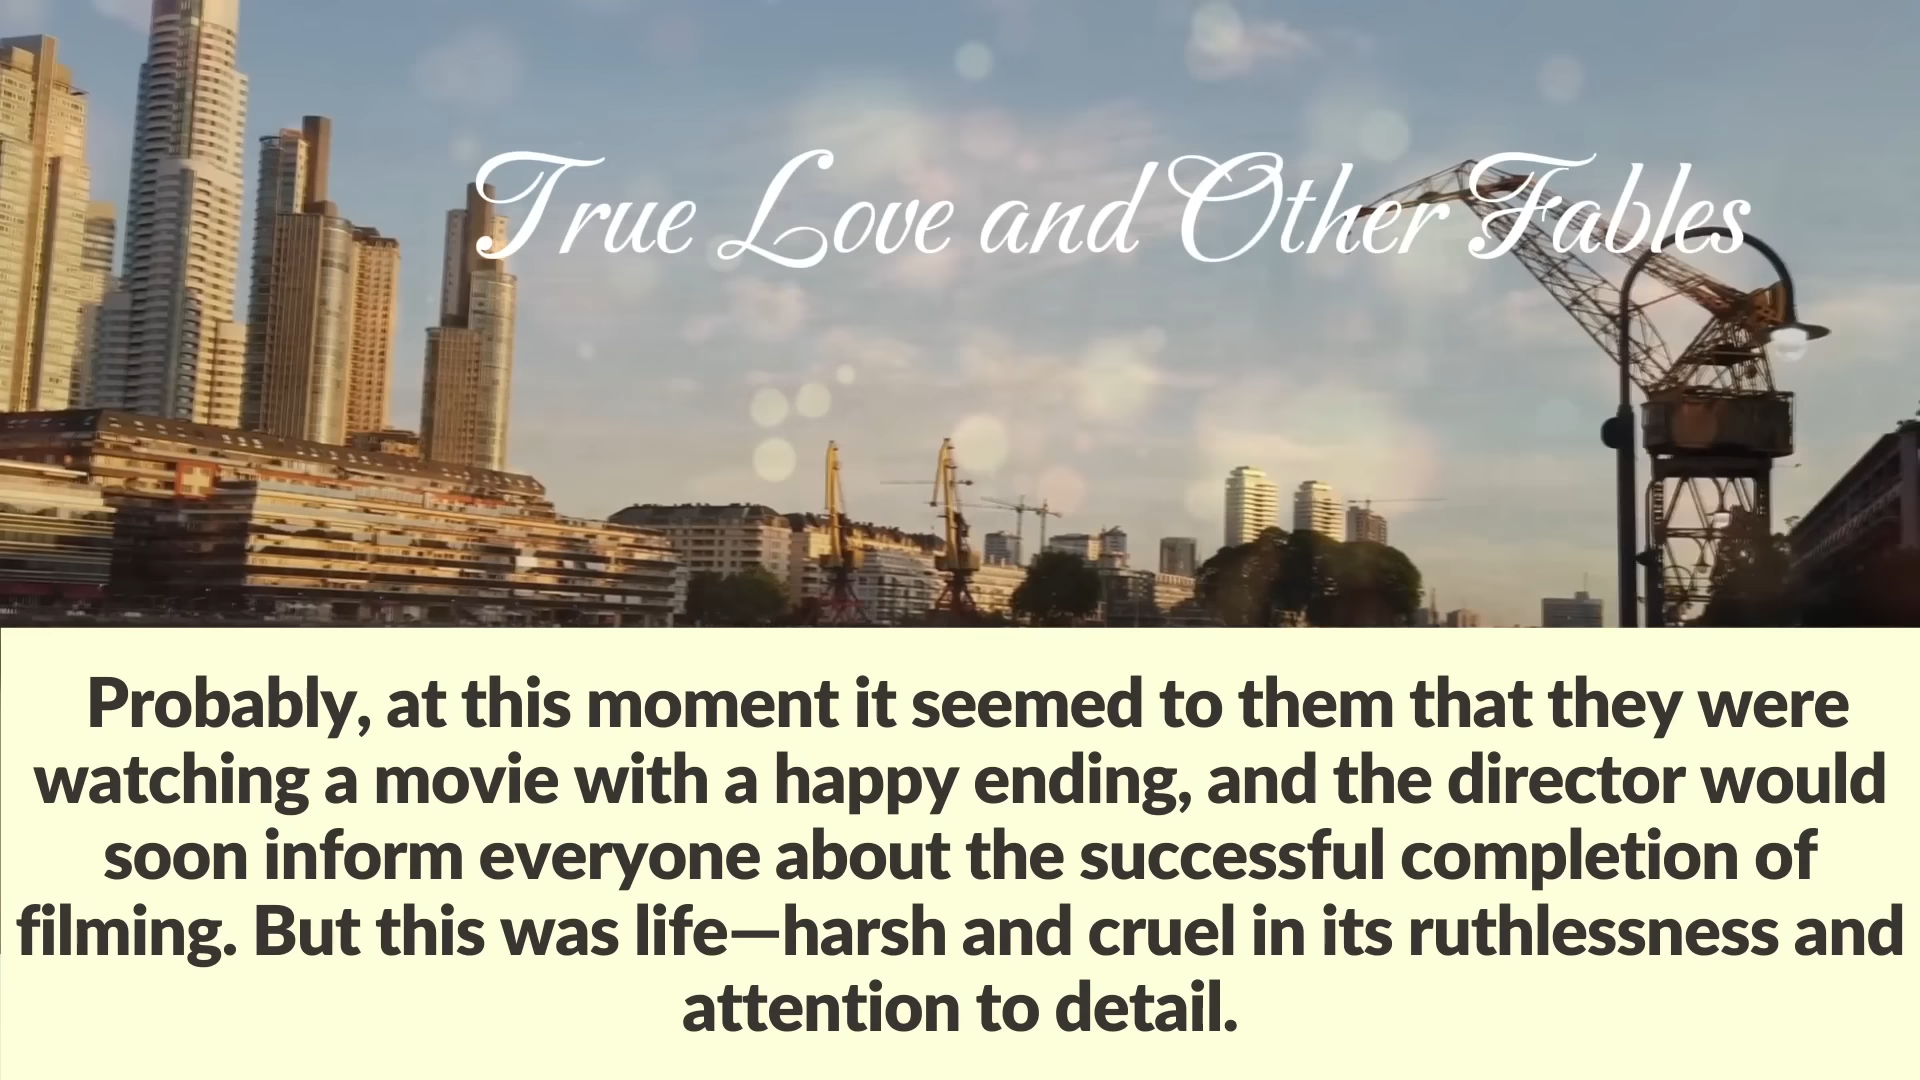 True Love and Other Fables
Probably, at this moment it seemed to them that they were
watching a movie with a happy ending, and the director would
soon inform everyone about the successful completion of
filming. But this was life—harsh and cruel in its ruthlessness and
attention to detail.